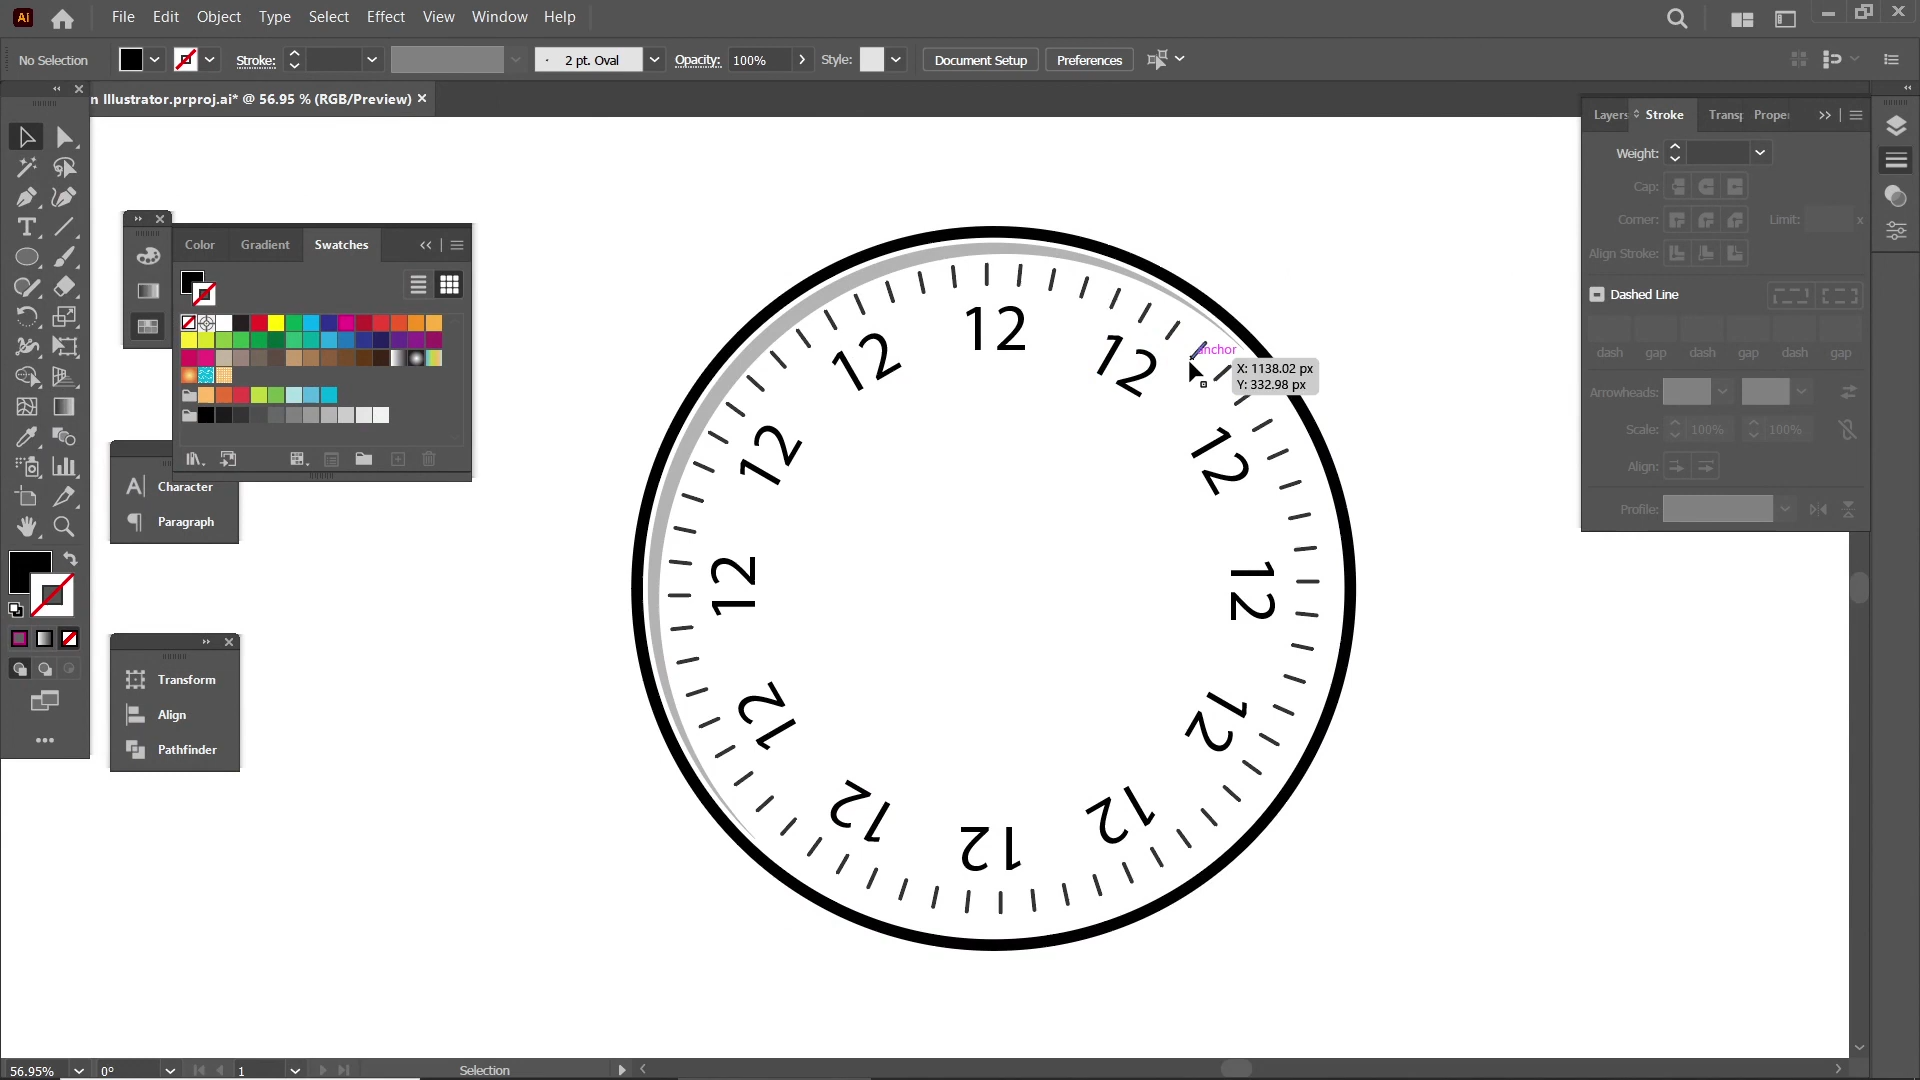 Ai File Edit Object Type Select Effect View Window Help
No Selection Stroke: 2 pt. Oval Opacity: 100% Style: Document Setup Preferences
n Illustrator.prproj.ai* @ 56.95 % (RGB/Preview)
Layers Stroke Transp Proper
Weight:
Cap:
Corner: Limit: x
Align Stroke:
Dashed Line
dash gap dash gap dash gap
Arrowheads:
Scale: 100% 100%
Align:
Profile:
Color Gradient Swatches
Character
Paragraph
Transform
Align
Pathfinder
12
12
12
12
12
12
12
12
12
12
12
12
anchor
X: 1138.02 px
Y: 332.98 px
56.95% 0° 1 Selection